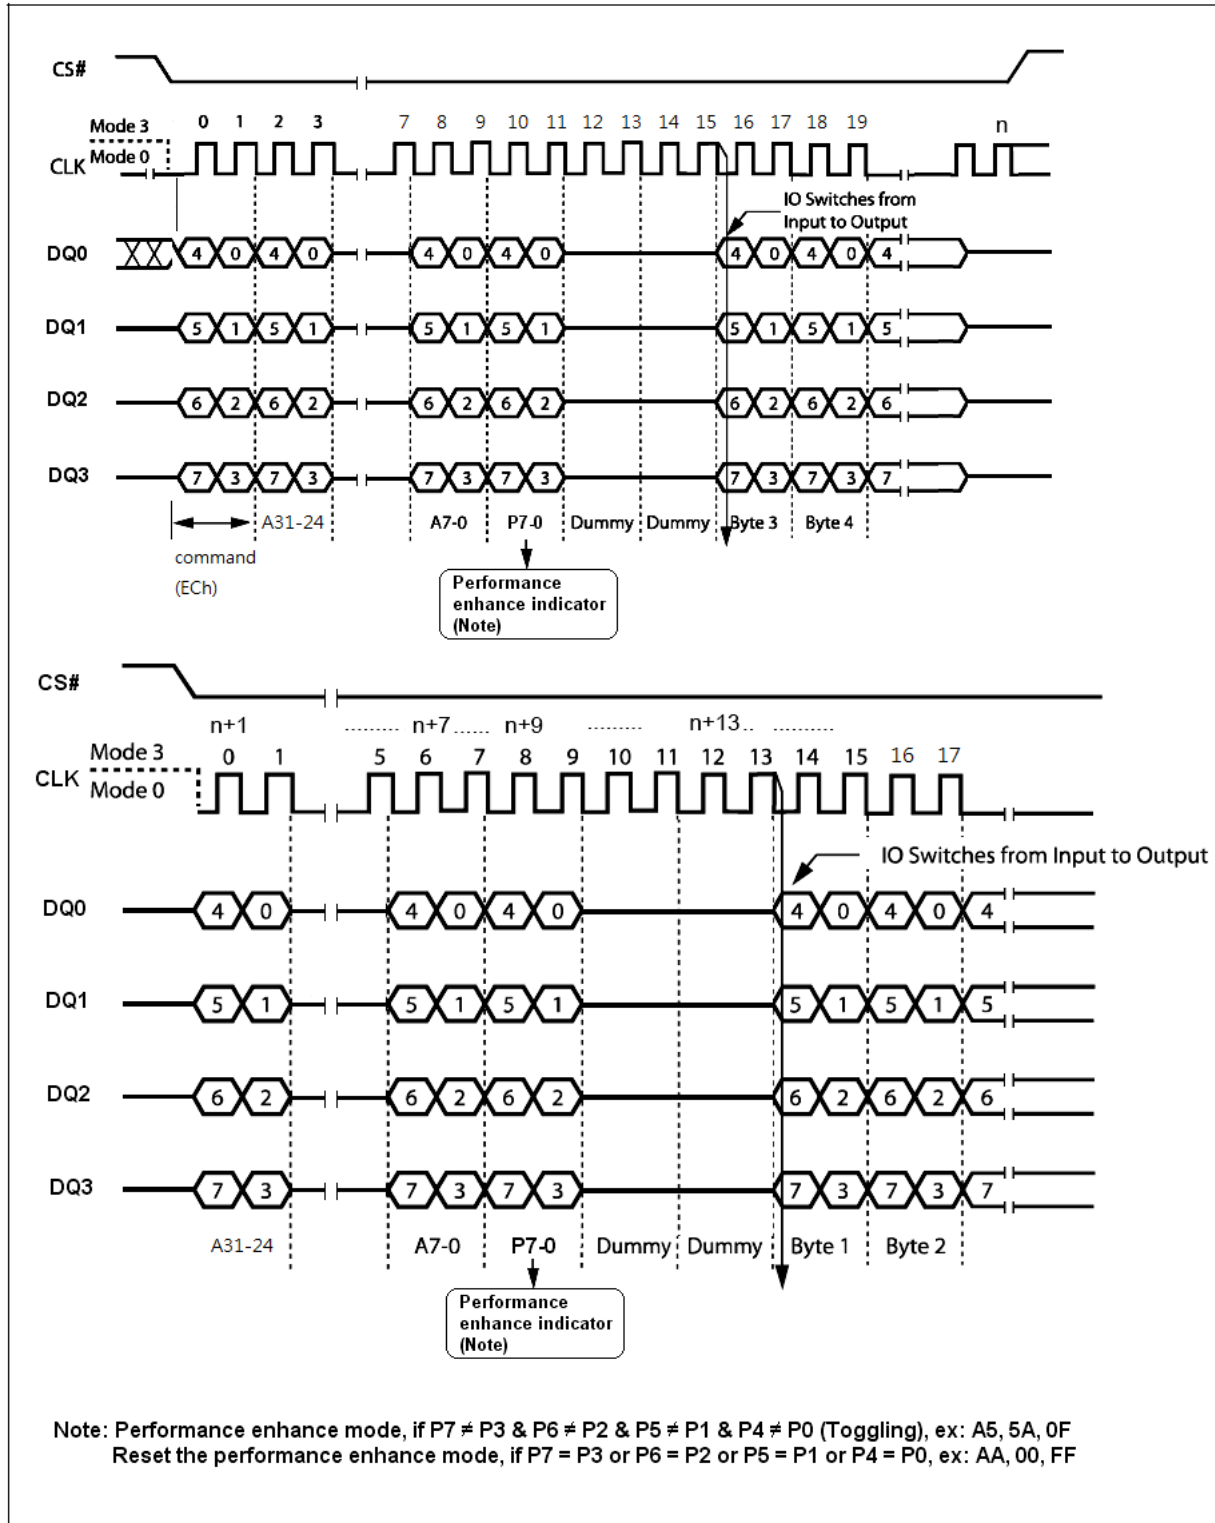 CS#
Mode 3
0 1 2 3 7 8 9 10 11 12 13 14 15 16 17 18 19 n
Mode 0
CLK
IO Switches from
Input to Output
DQ0 4 0 4 0 4 0 4 0 4 0 4 0 4
DQ1 5 1 5 1 5 1 5 1 5 1 5 1 5
DQ2 6 2 6 2 6 2 6 2 6 2 6 2 6
DQ3 7 3 7 3 7 3 7 3 7 3 7 3 7
A31-24 A7-0 P7-0 Dummy Dummy Byte 3 Byte 4
command
(ECh)
Performance
enhance indicator
(Note)
CS#
n+1 ......... n+7 ...... n+9 ......... n+13.. ..........
Mode 3
0 1 5 6 7 8 9 10 11 12 13 14 15 16 17
CLK
Mode 0
IO Switches from Input to Output
DQ0 4 0 4 0 4 0 4 0 4 0 4
DQ1 5 1 5 1 5 1 5 1 5 1 5
DQ2 6 2 6 2 6 2 6 2 6 2 6
DQ3 7 3 7 3 7 3 7 3 7 3 7
A31-24 A7-0 P7-0 Dummy Dummy Byte 1 Byte 2
Performance
enhance indicator
(Note)
Note: Performance enhance mode, if P7 ≠ P3 & P6 ≠ P2 & P5 ≠ P1 & P4 ≠ P0 (Toggling), ex: A5, 5A, 0F
Reset the performance enhance mode, if P7 = P3 or P6 = P2 or P5 = P1 or P4 = P0, ex: AA, 00, FF